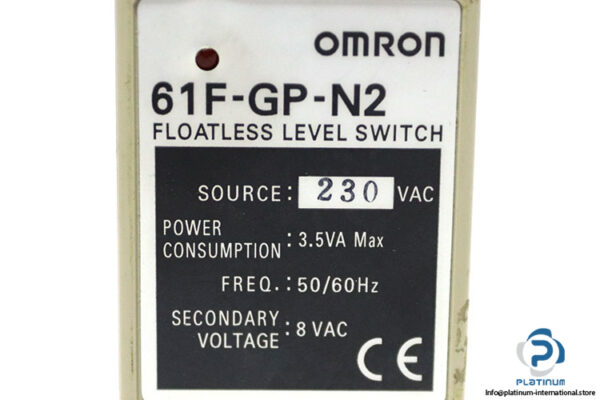 OMRON
61F-GP-N2
FLOATLESS LEVEL SWITCH
SOURCE: 230 VAC
POWER CONSUMPTION : 3.5VA Max
FREQ. : 50/60Hz
SECONDARY VOLTAGE : 8 VAC
CE
PLATINUM
Info@platinum-international.store